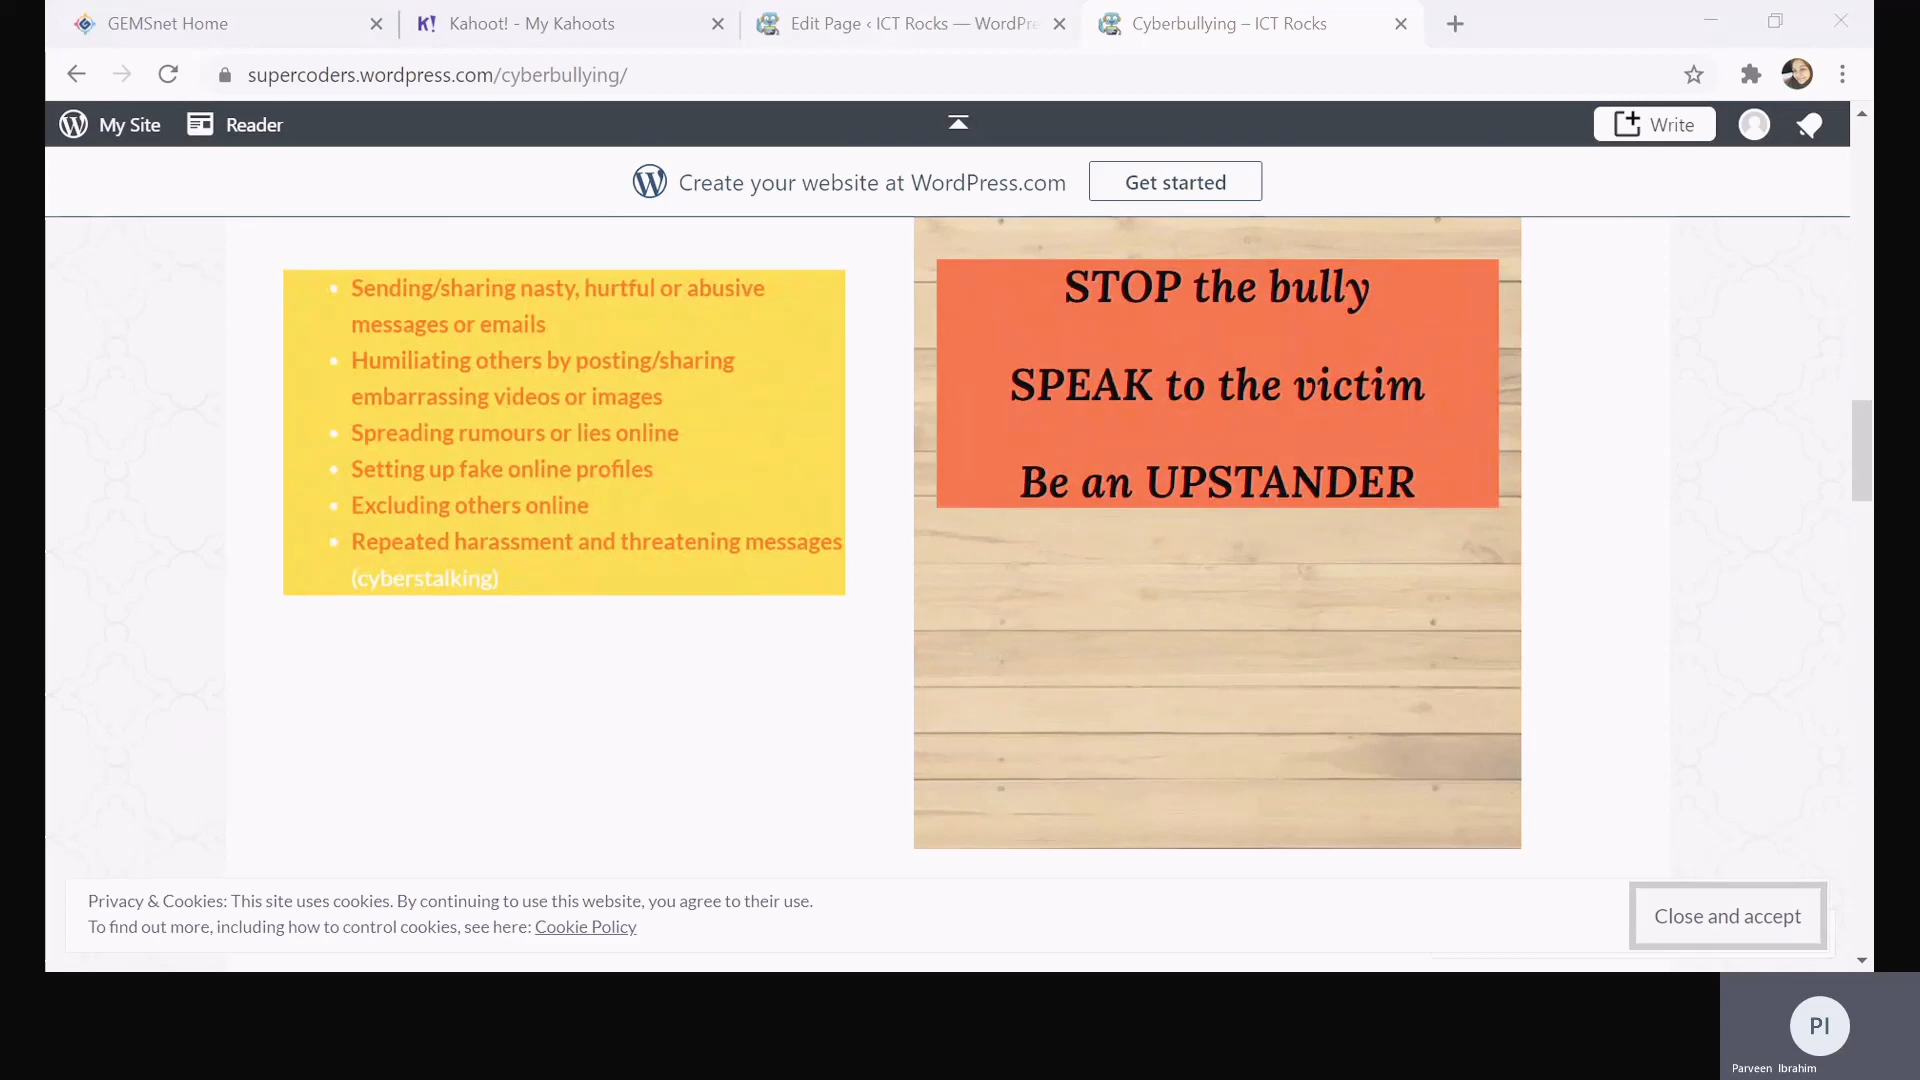 GEMSnet Home
Kahoot! - My Kahoots
Edit Page ‹ ICT Rocks — WordPre
Cyberbullying – ICT Rocks
supercoders.wordpress.com/cyberbullying/
My Site
Reader
Write
Create your website at WordPress.com
Get started
Sending/sharing nasty, hurtful or abusive
messages or emails
Humiliating others by posting/sharing
embarrassing videos or images
Spreading rumours or lies online
Setting up fake online profiles
Excluding others online
Repeated harassment and threatening messages
(cyberstalking)
STOP the bully
SPEAK to the victim
Be an UPSTANDER
Privacy & Cookies: This site uses cookies. By continuing to use this website, you agree to their use.
To find out more, including how to control cookies, see here: Cookie Policy
Close and accept
PI
Parveen Ibrahim